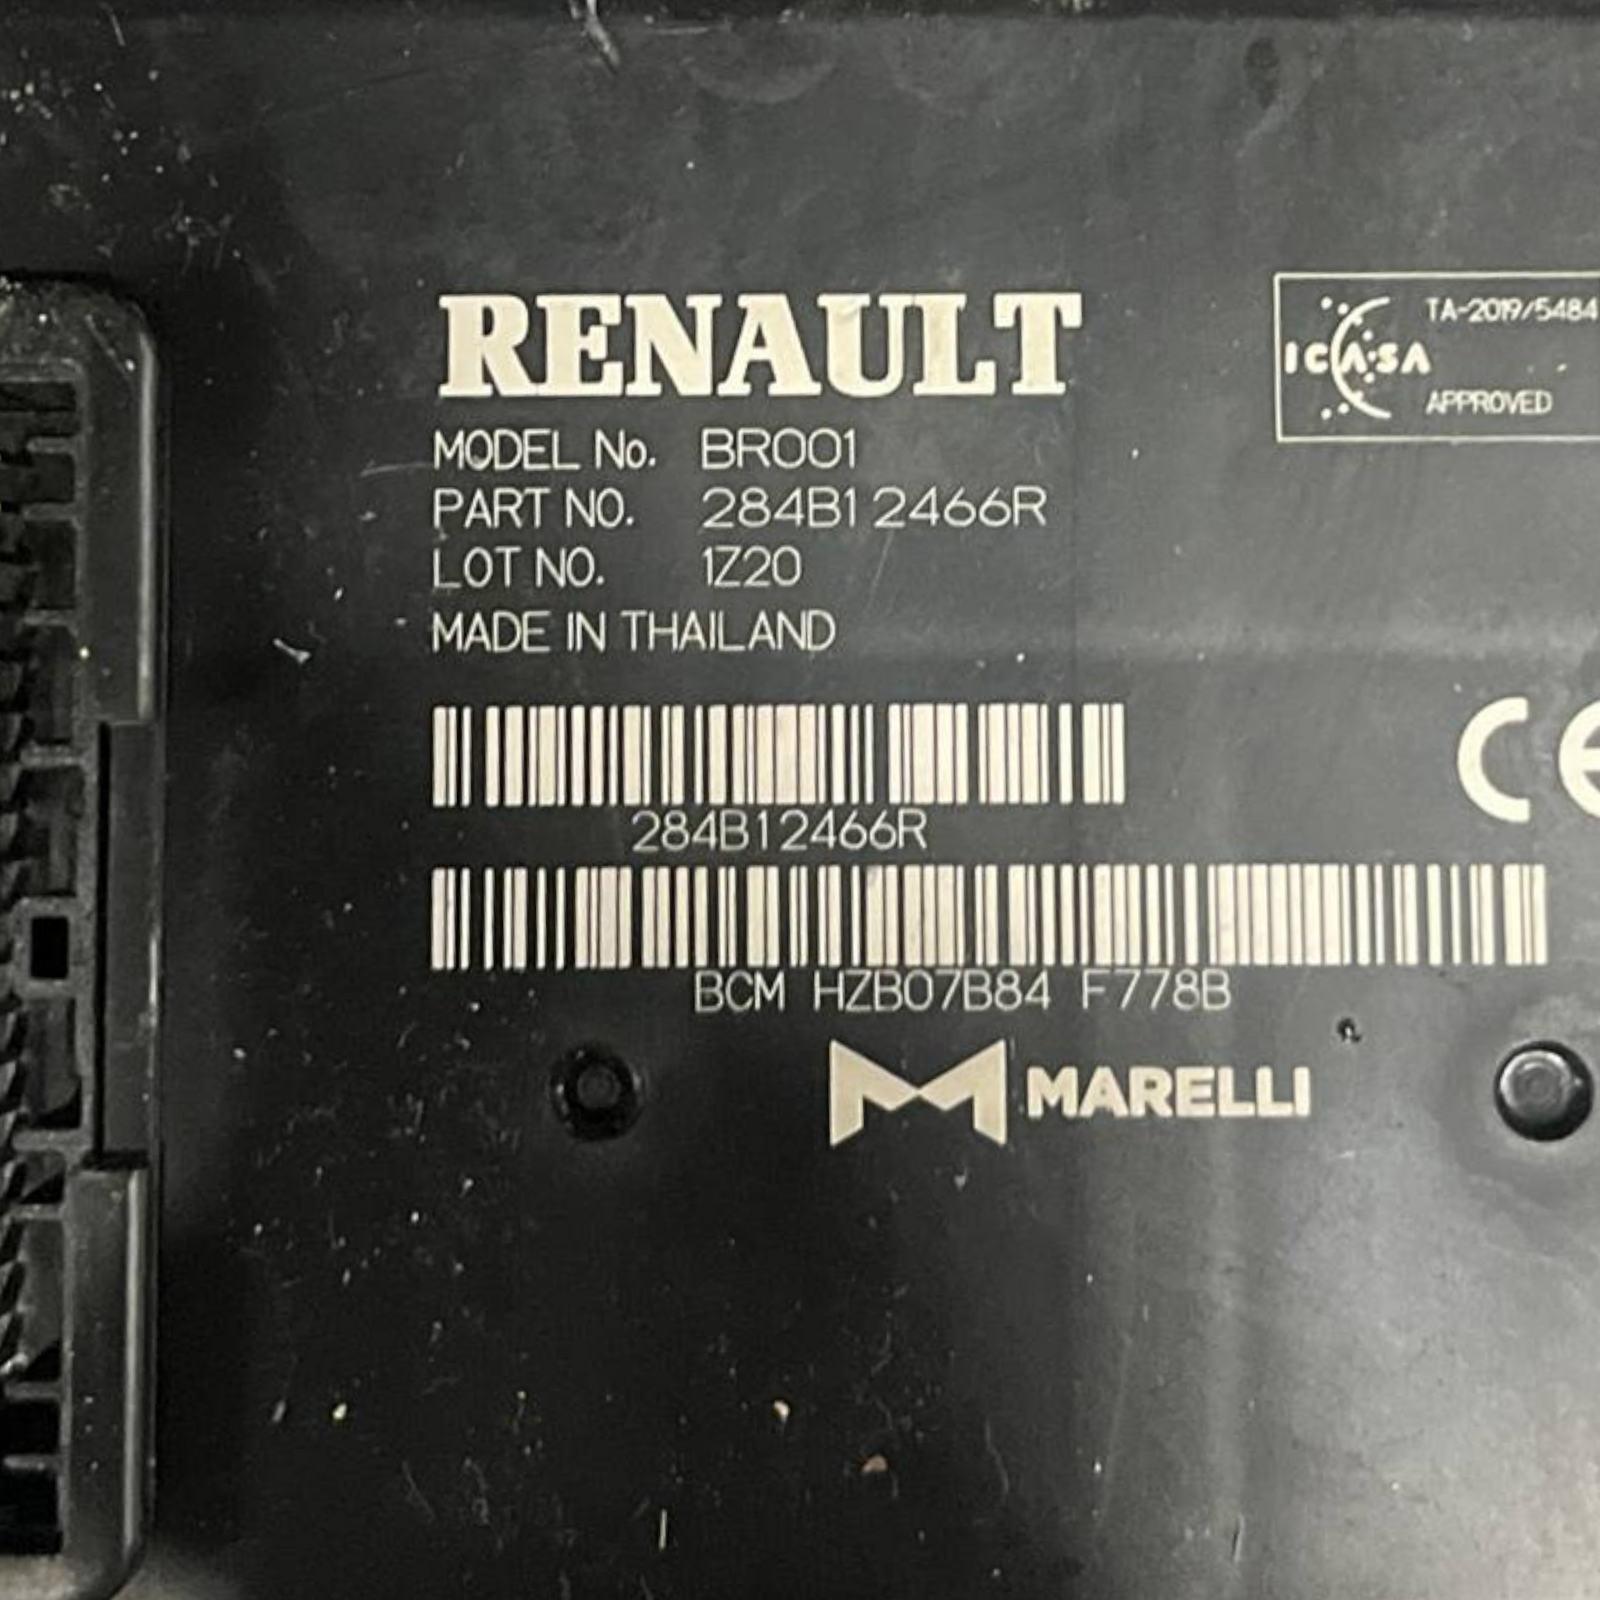 RENAULT
MODEL No. BR001
PART NO. 284B12466R
LOT NO. 1Z20
MADE IN THAILAND
TA-2019/5484
ICASA
APPROVED
CE
284B12466R
BCM HZB07B84 F778B
MARELLI